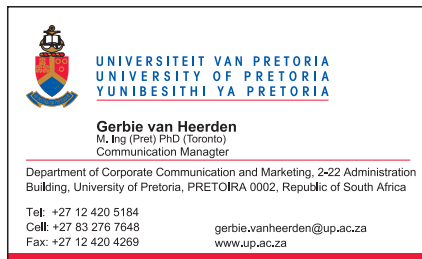 UNIVERSITEIT VAN PRETORIA
UNIVERSITY OF PRETORIA
YUNIBESITHI YA PRETORIA
Gerbie van Heerden
M. Ing (Pret) PhD (Toronto)
Communication Managter
Department of Corporate Communication and Marketing, 2-22 Administration
Building, University of Pretoria, PRETOIRA 0002, Republic of South Africa
Tel: +27 12 420 5184
Cell: +27 83 276 7648
gerbie.vanheerden@up.ac.za
Fax: +27 12 420 4269
www.up.ac.za